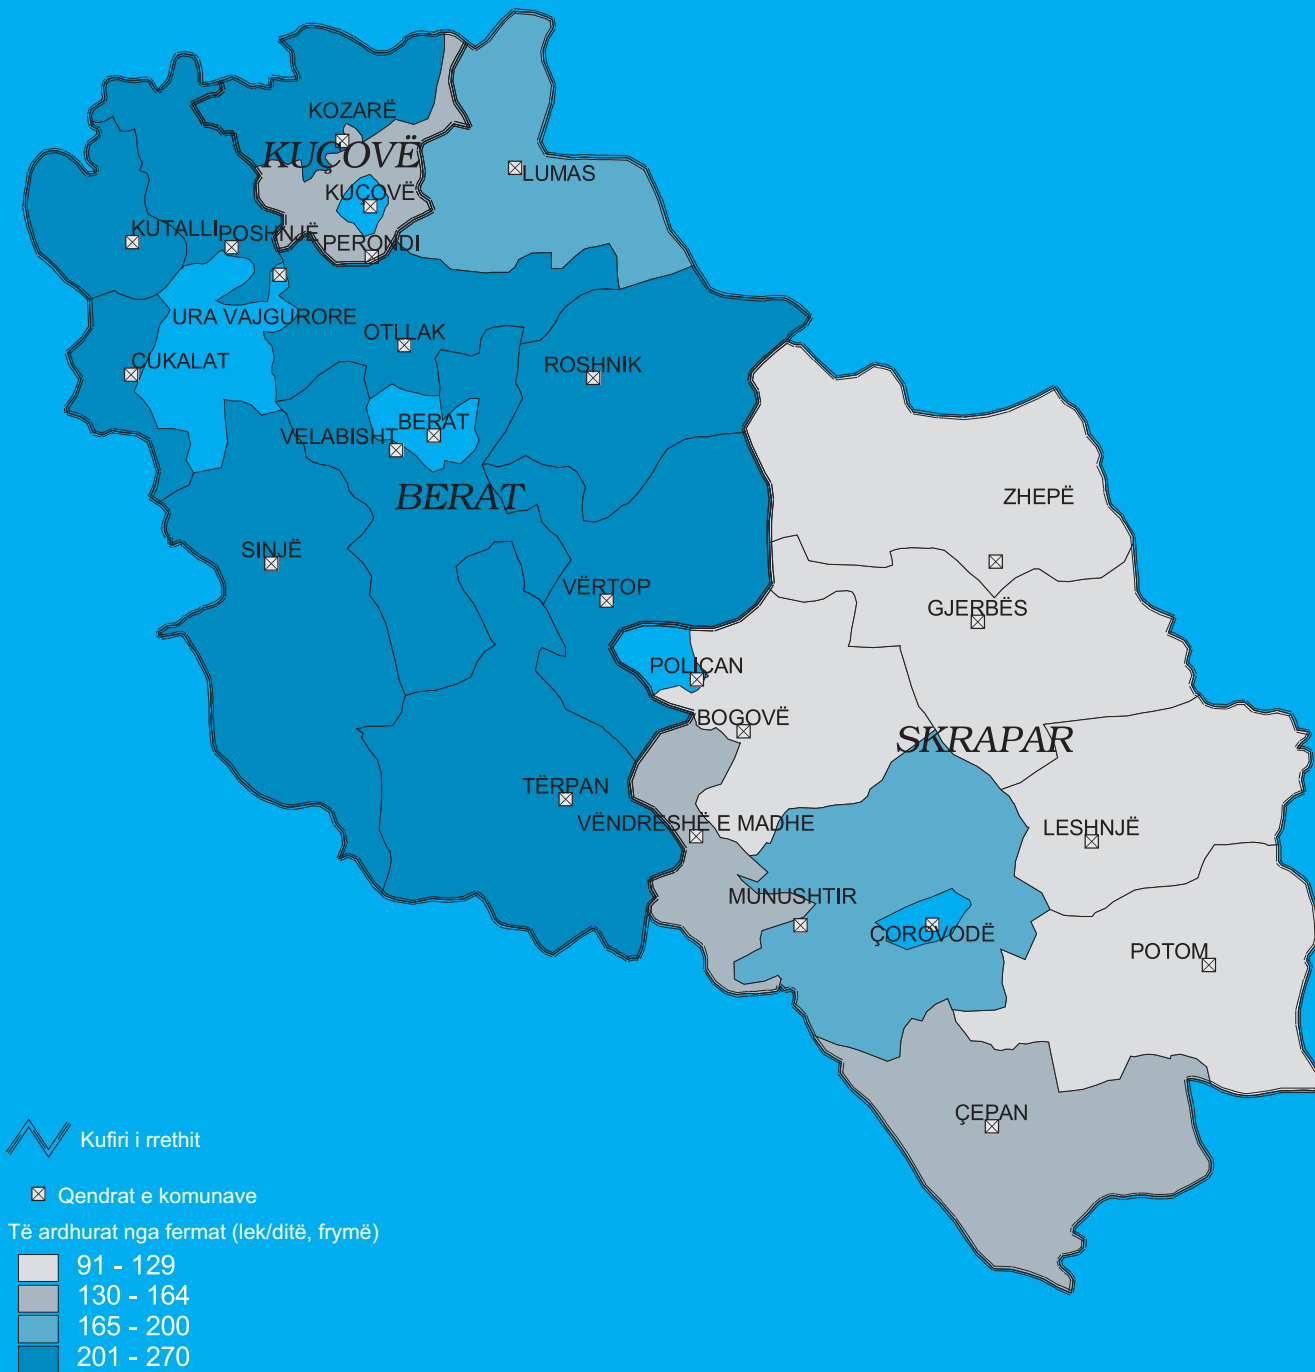 KOZARË
KUÇOVË
LUMAS
KUÇOVË
KUTALLI
POSHNJË
PERONDI
URA VAJGURORE
OTLLAK
CUKALAT
ROSHNIK
BERAT
VELABISHT
BERAT
ZHEPË
SINJË
VËRTOP
GJERBËS
POLIÇAN
BOGOVË
SKRAPAR
TËRPAN
VËNDRESHË E MADHE
LESHNJË
MUNUSHTIR
ÇOROVODË
POTOM
ÇEPAN
Kufiri i rrethit
Qendrat e komunave
Të ardhurat nga fermat (lek/ditë, frymë)
91 - 129
130 - 164
165 - 200
201 - 270